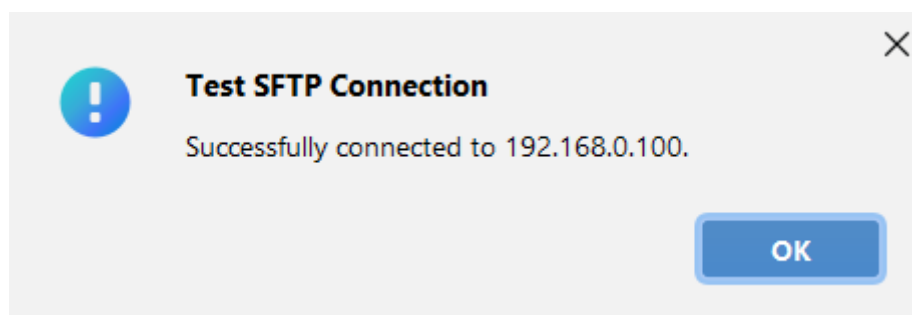 Test SFTP Connection
Successfully connected to 192.168.0.100.
OK